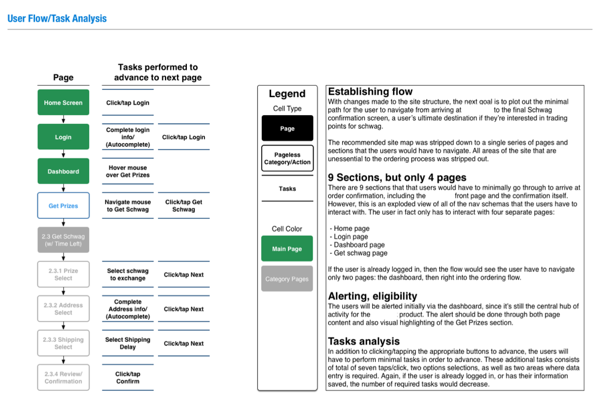 User Flow/Task Analysis
Page
Tasks performed to
advance to next page
Home Screen
Click/tap Login
Login
Complete login
info/
(Autocomplete)
Click/tap Login
Dashboard
Hover mouse
over Get Prizes
Get Prizes
Navigate mouse
to Get Schwag
Click/tap Get
Schwag
2.3 Get Schwag
(w/ Time Left)
2.3.1 Prize
Select
Select schwag
to exchange
Click/tap Next
2.3.2 Address
Select
Complete
Address info/
(Autocomplete)
Click/tap Next
2.3.3 Shipping
Select
Select Shipping
Delay
Click/tap Next
2.3.4 Review/
Confirmation
Click/tap
Confirm
Legend
Cell Type
Page
Pageless
Category/Action
Tasks
Cell Color
Main Page
Category Pages
Establishing flow
With changes made to the site structure, the next goal is to plot out the minimal
path for the user to navigate from arriving at to the final Schwag
confirmation screen, a user's ultimate destination if they're interested in trading
points for schwag.
The recommended site map was stripped down to a single series of pages and
sections that the users would have to navigate. All areas of the site that are
unessential to the ordering process was stripped out.
9 Sections, but only 4 pages
There are 9 sections that that users would have to minimally go through to arrive at
order confirmation, including the front page and the confirmation itself.
However, this is an exploded view of all of the nav schemas that the users have to
interact with. The user in fact only has to interact with four separate pages:
- Home page
- Login page
- Dashboard page
- Get schwag page
If the user is already logged in, then the flow would see the user have to navigate
only two pages: the dashboard, then right into the ordering flow.
Alerting, eligibility
The users will be alerted initially via the dashboard, since it's still the central hub of
activity for the product. The alert should be done through both page
content and also visual highlighting of the Get Prizes section.
Tasks analysis
In addition to clicking/tapping the appropriate buttons to advance, the users will
have to perform minimal tasks in order to advance. These additional tasks consists
of total of seven taps/click, two options selections, as well as two areas where data
entry is required. Again, if the user is already logged in, or has their information
saved, the number of required tasks would decrease.